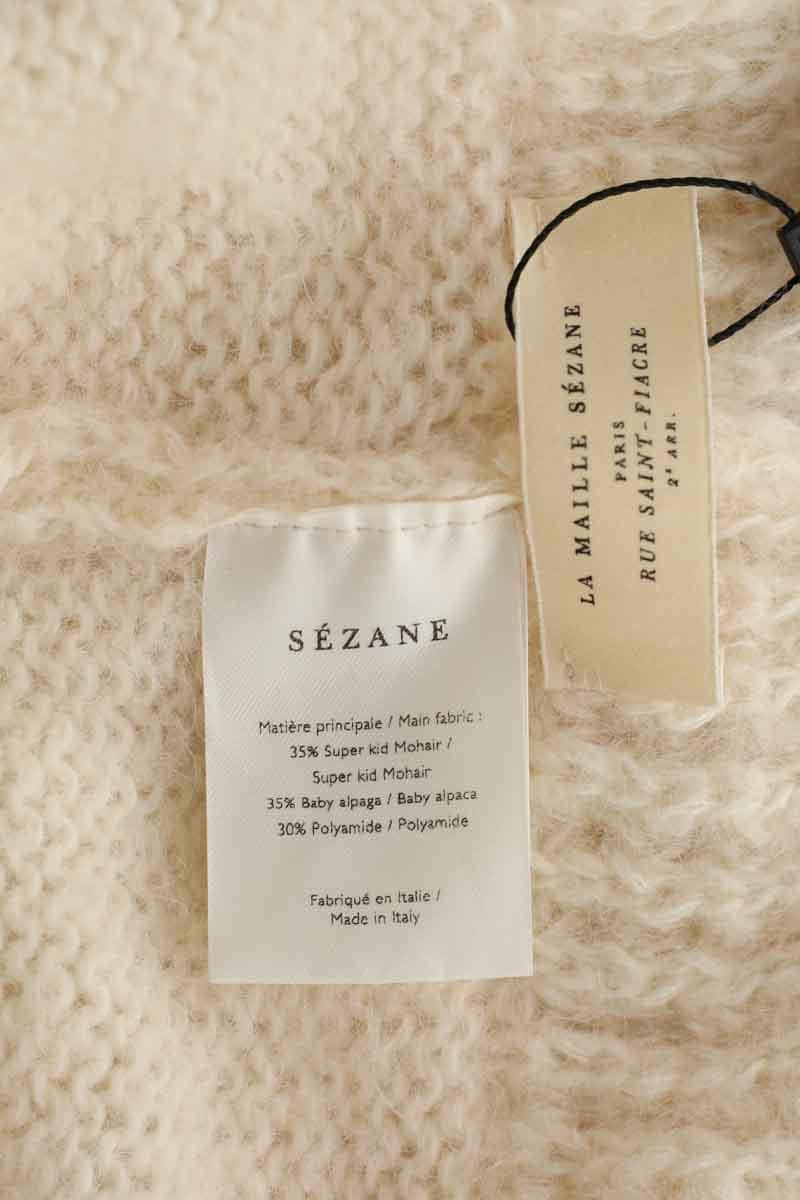 LA MAILLE SÉZANE
PARIS
RUE SAINT-FIACRE
2ᵉ ARR.
SÉZANE
Matière principale / Main fabric :
35% Super kid Mohair /
Super kid Mohair
35% Baby alpaga / Baby alpaca
30% Polyamide / Polyamide
Fabriqué en Italie /
Made in Italy